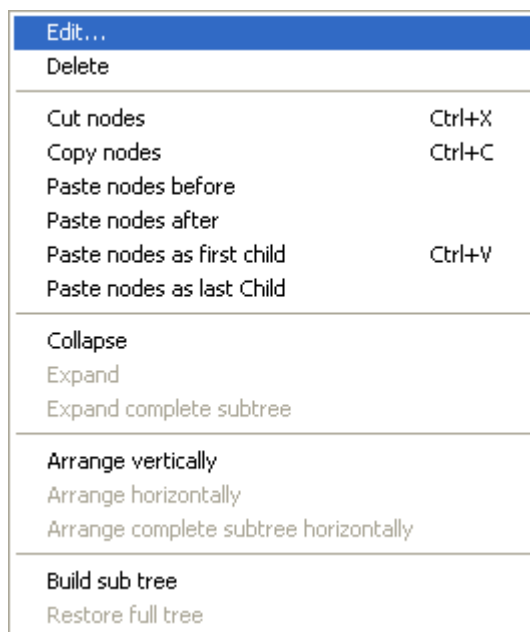 Edit...
Delete
Cut nodes Ctrl+X
Copy nodes Ctrl+C
Paste nodes before
Paste nodes after
Paste nodes as first child Ctrl+V
Paste nodes as last Child
Collapse
Expand
Expand complete subtree
Arrange vertically
Arrange horizontally
Arrange complete subtree horizontally
Build sub tree
Restore full tree